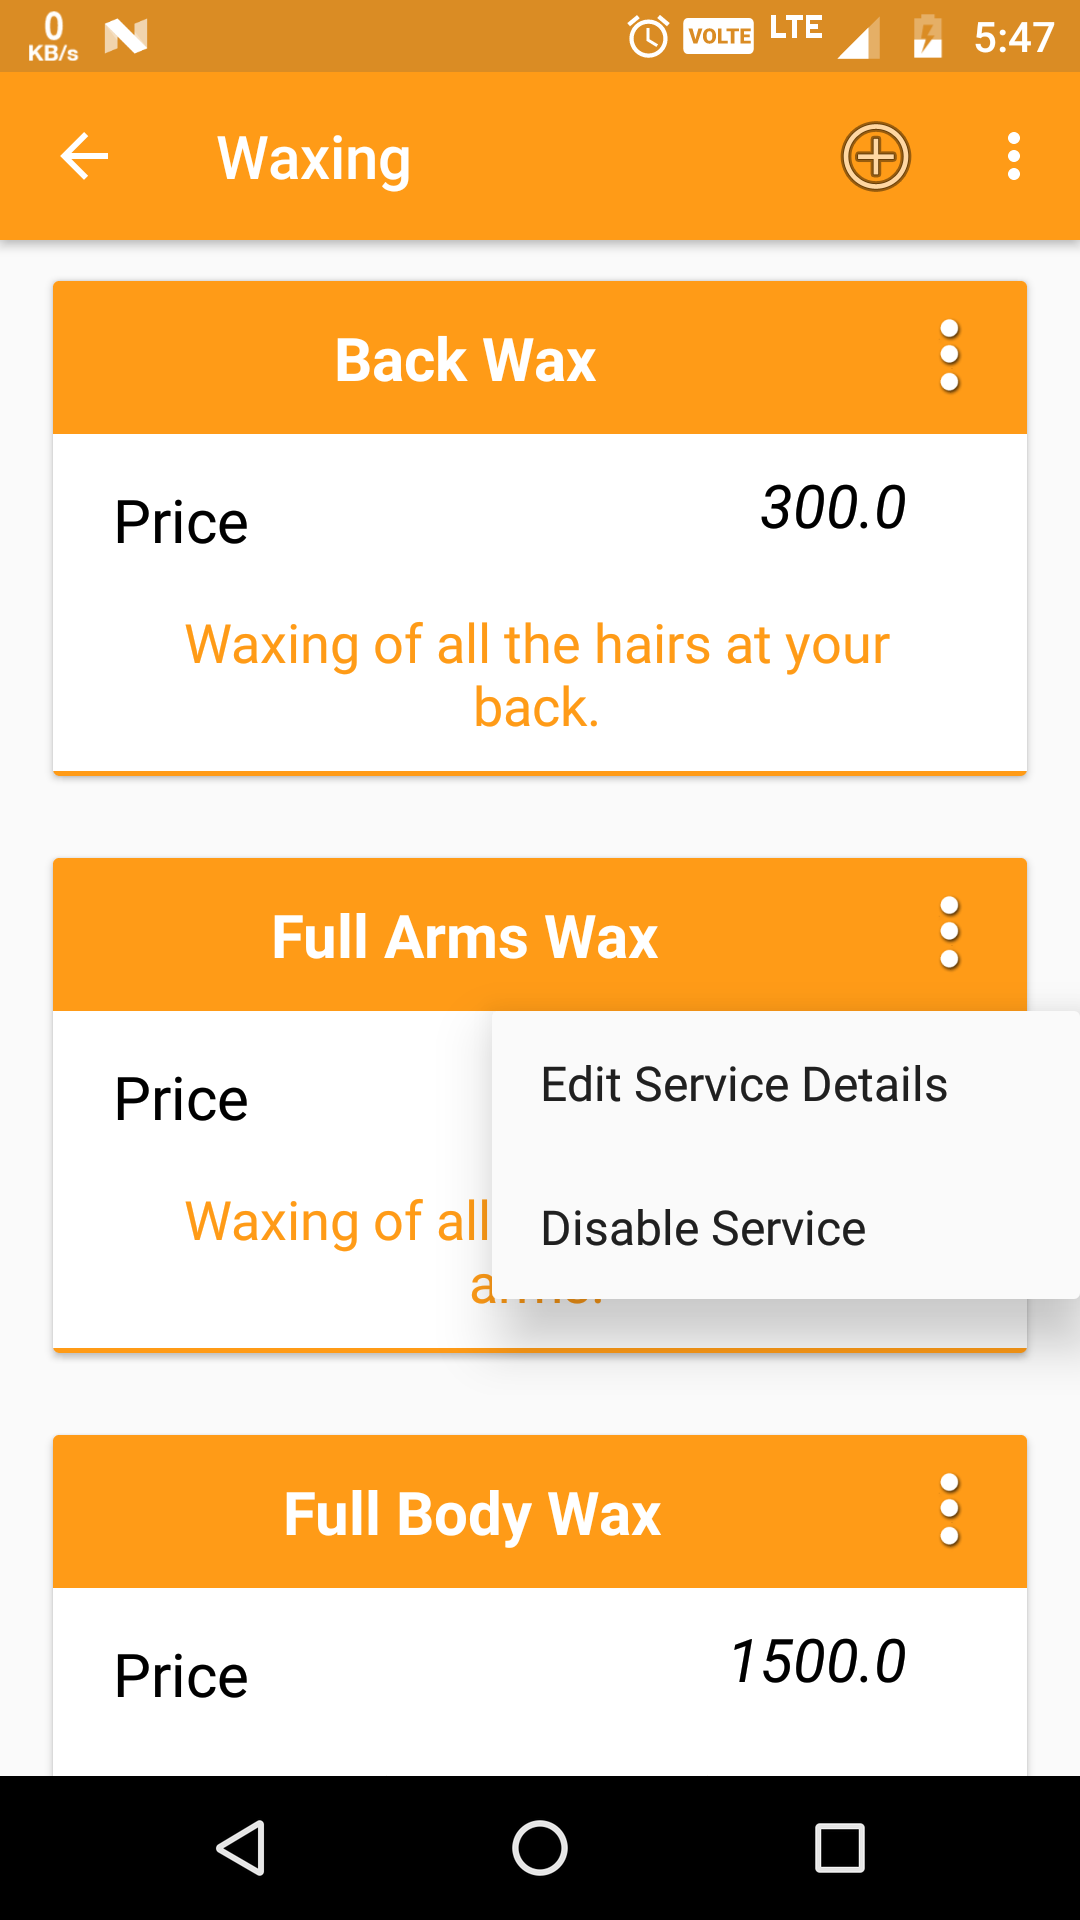 0
KB/s
VOLTE
LTE
5:47
Waxing
Back Wax
Price
300.0
Waxing of all the hairs at your
back.
Full Arms Wax
Price
Edit Service Details
Waxing of all
Disable Service
Full Body Wax
Price
1500.0